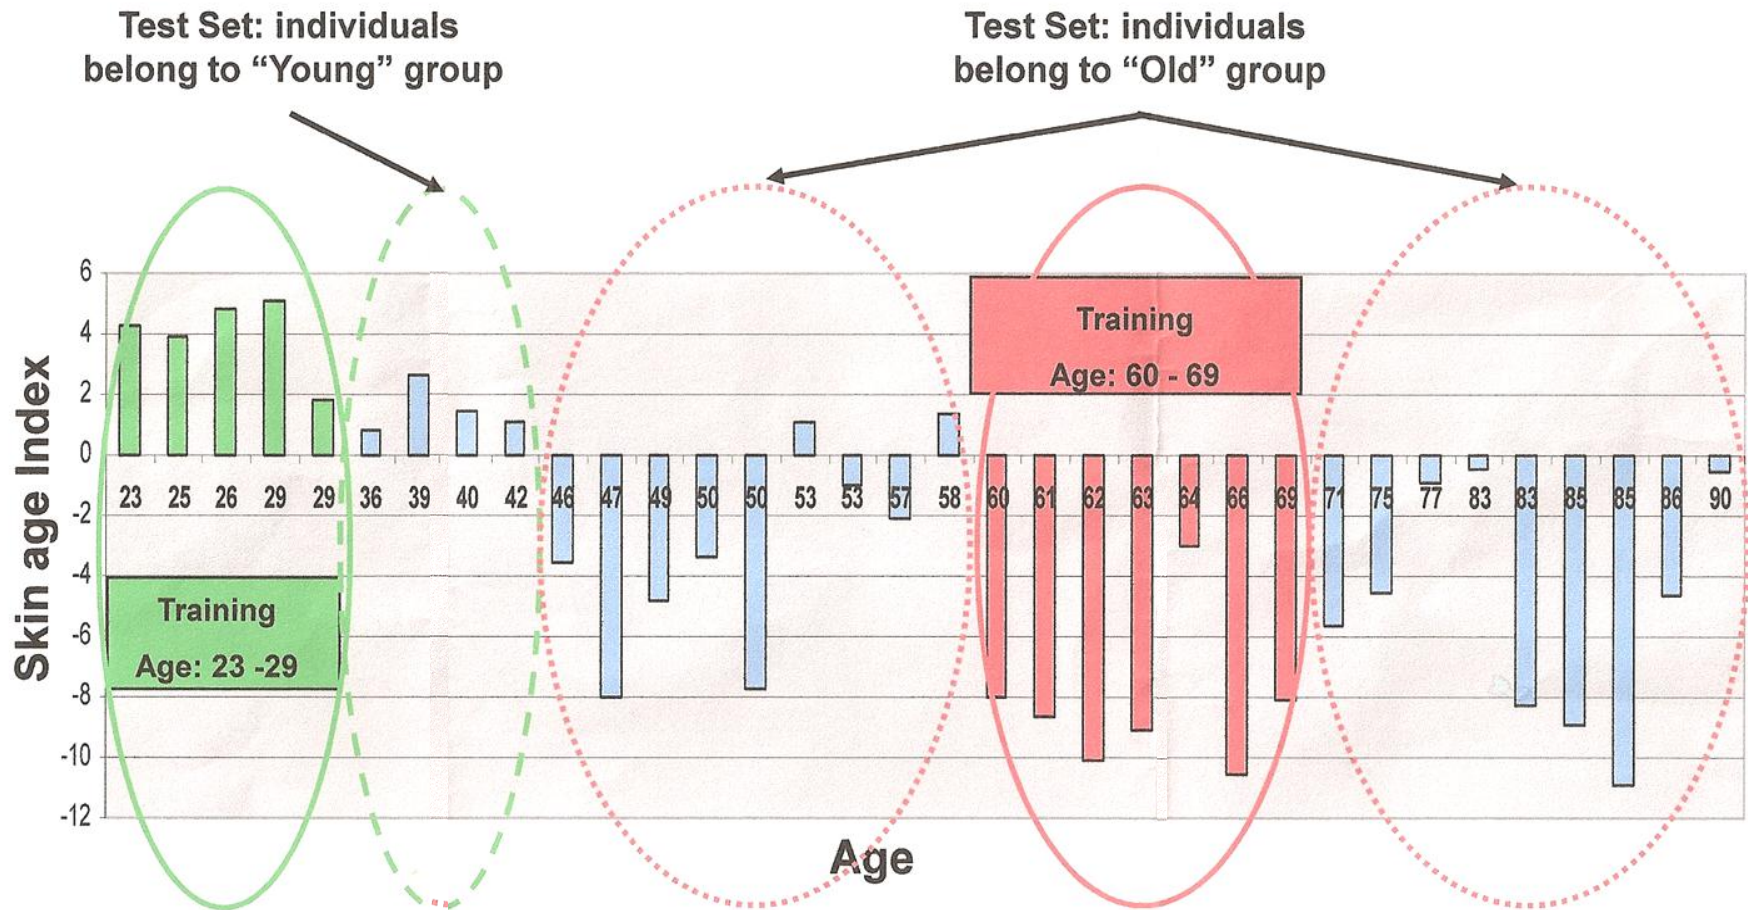 Test Set: individuals
belong to “Young” group
Test Set: individuals
belong to “Old” group
6
4
2
0
-2
-4
-6
-8
-10
-12
Skin age Index
Training
Age: 60 - 69
23 25 26 29 29 36 39 40 42 46 47 49 50 50 53 53 57 58 60 61 62 63 64 66 69 71 75 77 83 83 85 85 86 90
Training
Age: 23 -29
Age